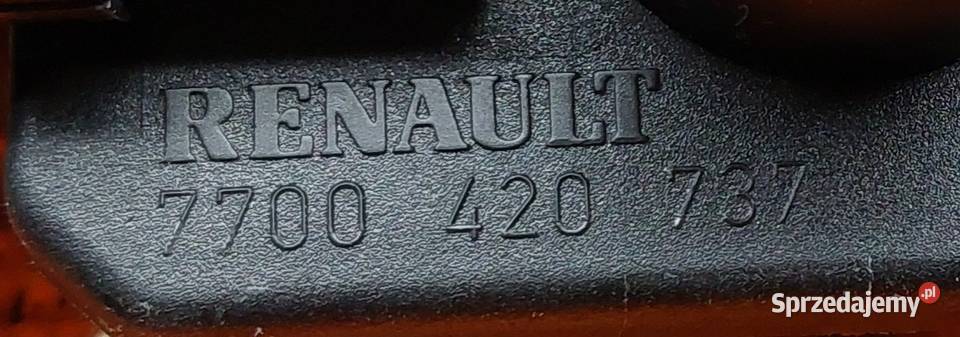 RENAULT
7700 420 737
Sprzedajemy.pl